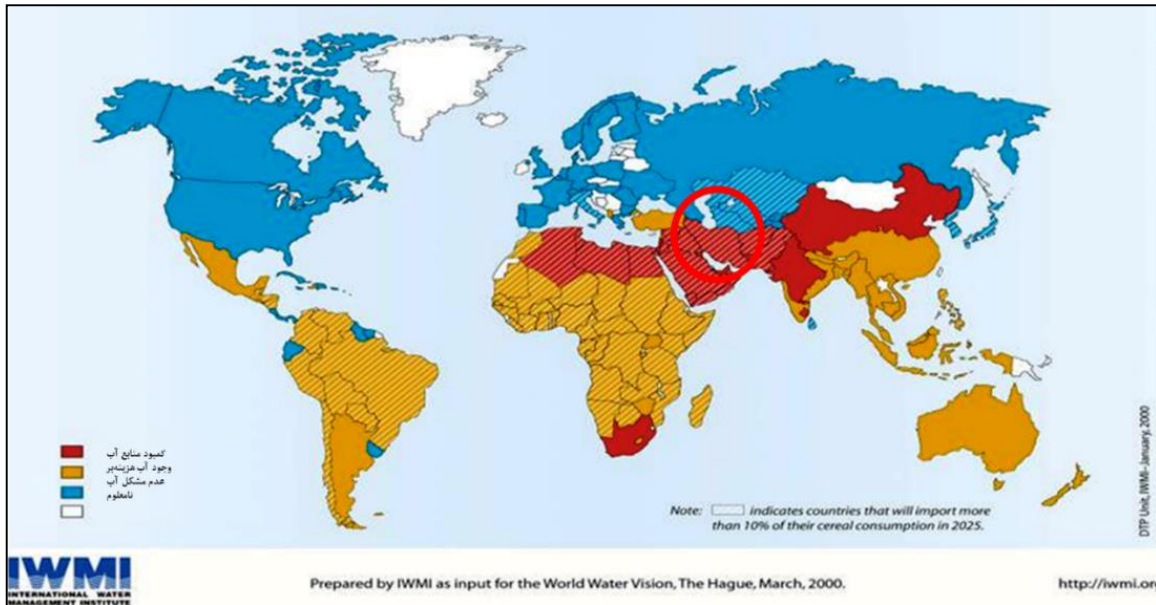 کمبود منابع آب
وجود آب هزینه‌بر
عدم مشکل آب
نامعلوم
Note: indicates countries that will import more
than 10% of their cereal consumption in 2025.
DTP Unit, IWMI-January, 2000
IWMI
INTERNATIONAL WATER
MANAGEMENT INSTITUTE
Prepared by IWMI as input for the World Water Vision, The Hague, March, 2000.
http://iwmi.org